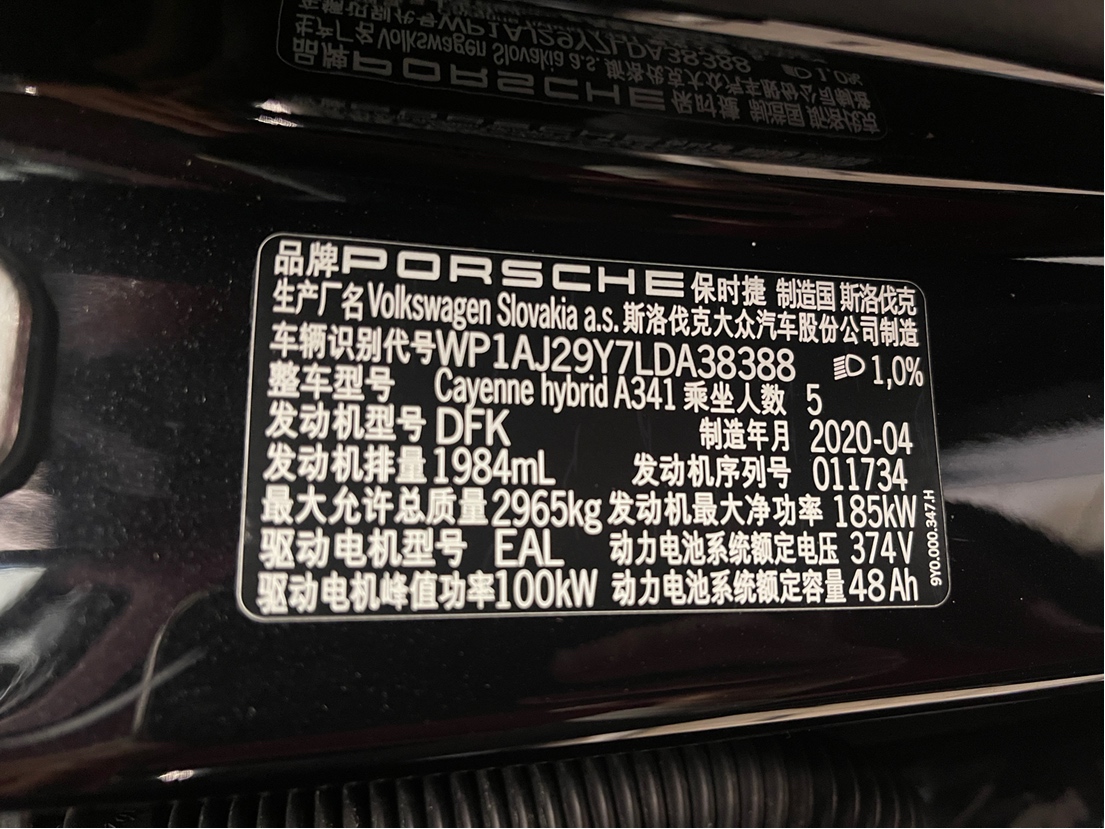 品牌PORSCHE保时捷 制造国 斯洛伐克
生产厂名Volkswagen Slovakia a.s.斯洛伐克大众汽车股份公司制造
车辆识别代号WP1AJ29Y7LDA38388 1,0%
整车型号 Cayenne hybrid A341 乘坐人数 5
发动机型号DFK 制造年月 2020-04
发动机排量1984mL 发动机序列号 011734
最大允许总质量2965kg 发动机最大净功率 185kW
驱动电机型号 EAL 动力电池系统额定电压 374V
驱动电机峰值功率100kW 动力电池系统额定容量48Ah
9Y0.000.347.H